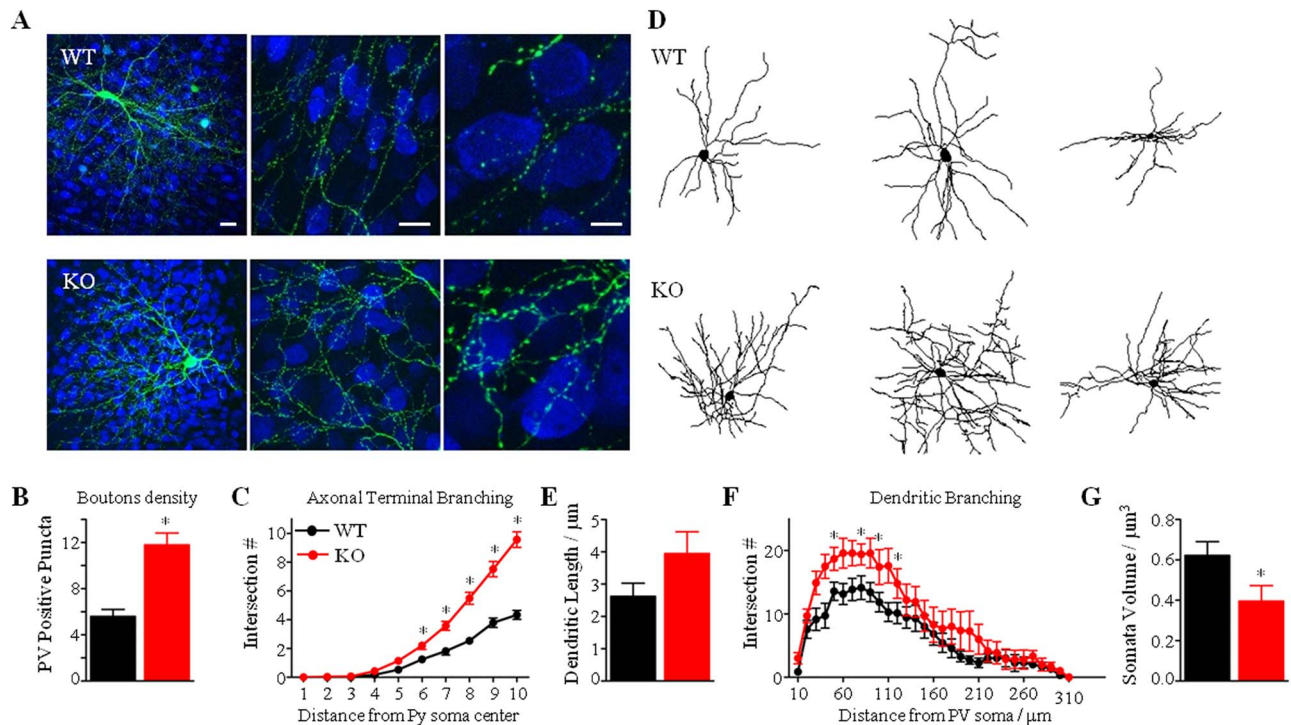 A
WT
KO
D
WT
KO
B
Boutons density
PV Positive Puncta
12
9
6
3
0
*
C
Axonal Terminal Branching
WT
KO
Intersection #
10
8
6
4
2
0
* * * * *
1 2 3 4 5 6 7 8 9 10
Distance from Py soma center
E
Dendritic Length / µm
5
4
3
2
1
0
F
Dendritic Branching
Intersection #
20
10
0
* * * *
10 60 110 160 210 260 310
Distance from PV soma / µm
G
Somata Volume / µm³
0.8
0.6
0.4
0.2
0.0
*